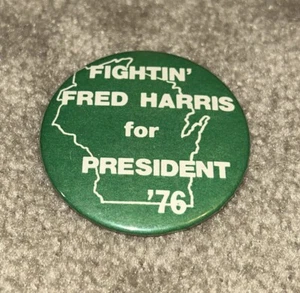 FIGHTIN'
FRED HARRIS
for
PRESIDENT
'76